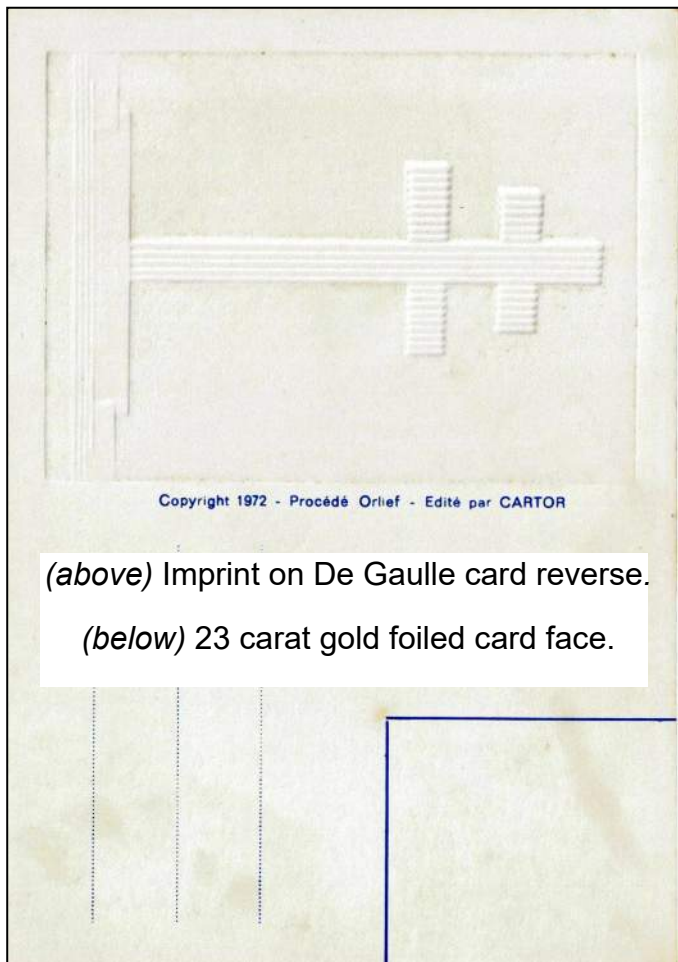 Copyright 1972 - Procédé Orlief - Edité par CARTOR
(above) Imprint on De Gaulle card reverse.
(below) 23 carat gold foiled card face.